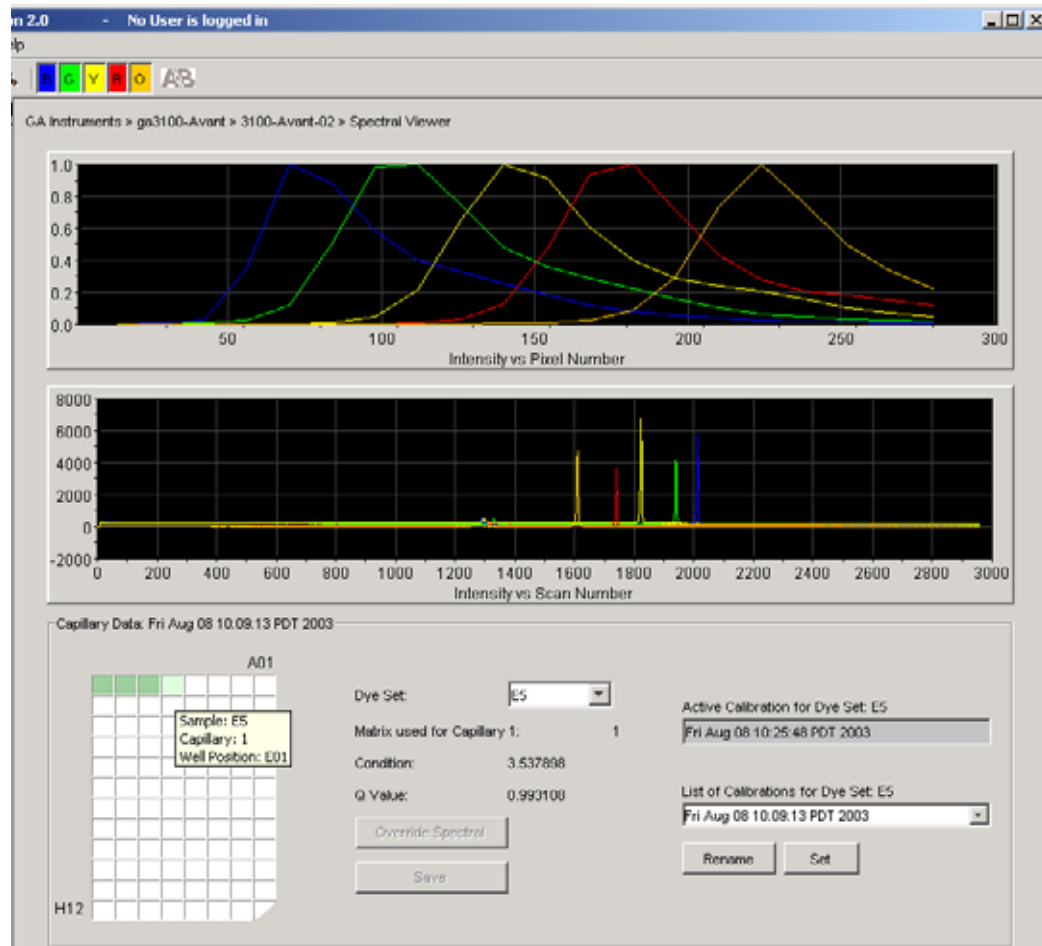 on 2.0 - No User is logged in
elp
B G Y R O AB
GA Instruments » ga3100-Avant » 3100-Avant-02 » Spectral Viewer
1.0
0.8
0.6
0.4
0.2
0.0
50 100 150 200 250 300
Intensity vs Pixel Number
8000
6000
4000
2000
0
-2000
0 200 400 600 800 1000 1200 1400 1600 1800 2000 2200 2400 2600 2800 3000
Intensity vs Scan Number
Capillary Data: Fri Aug 08 10:09:13 PDT 2003
A01
Sample: E5
Capillary: 1
Well Position: E01
H12
Dye Set: E5
Matrix used for Capillary 1: 1
Condition: 3.537898
Q Value: 0.993108
Override Spectral
Save
Active Calibration for Dye Set: E5
Fri Aug 08 10:25:48 PDT 2003
List of Calibrations for Dye Set: E5
Fri Aug 08 10:09:13 PDT 2003
Rename Set